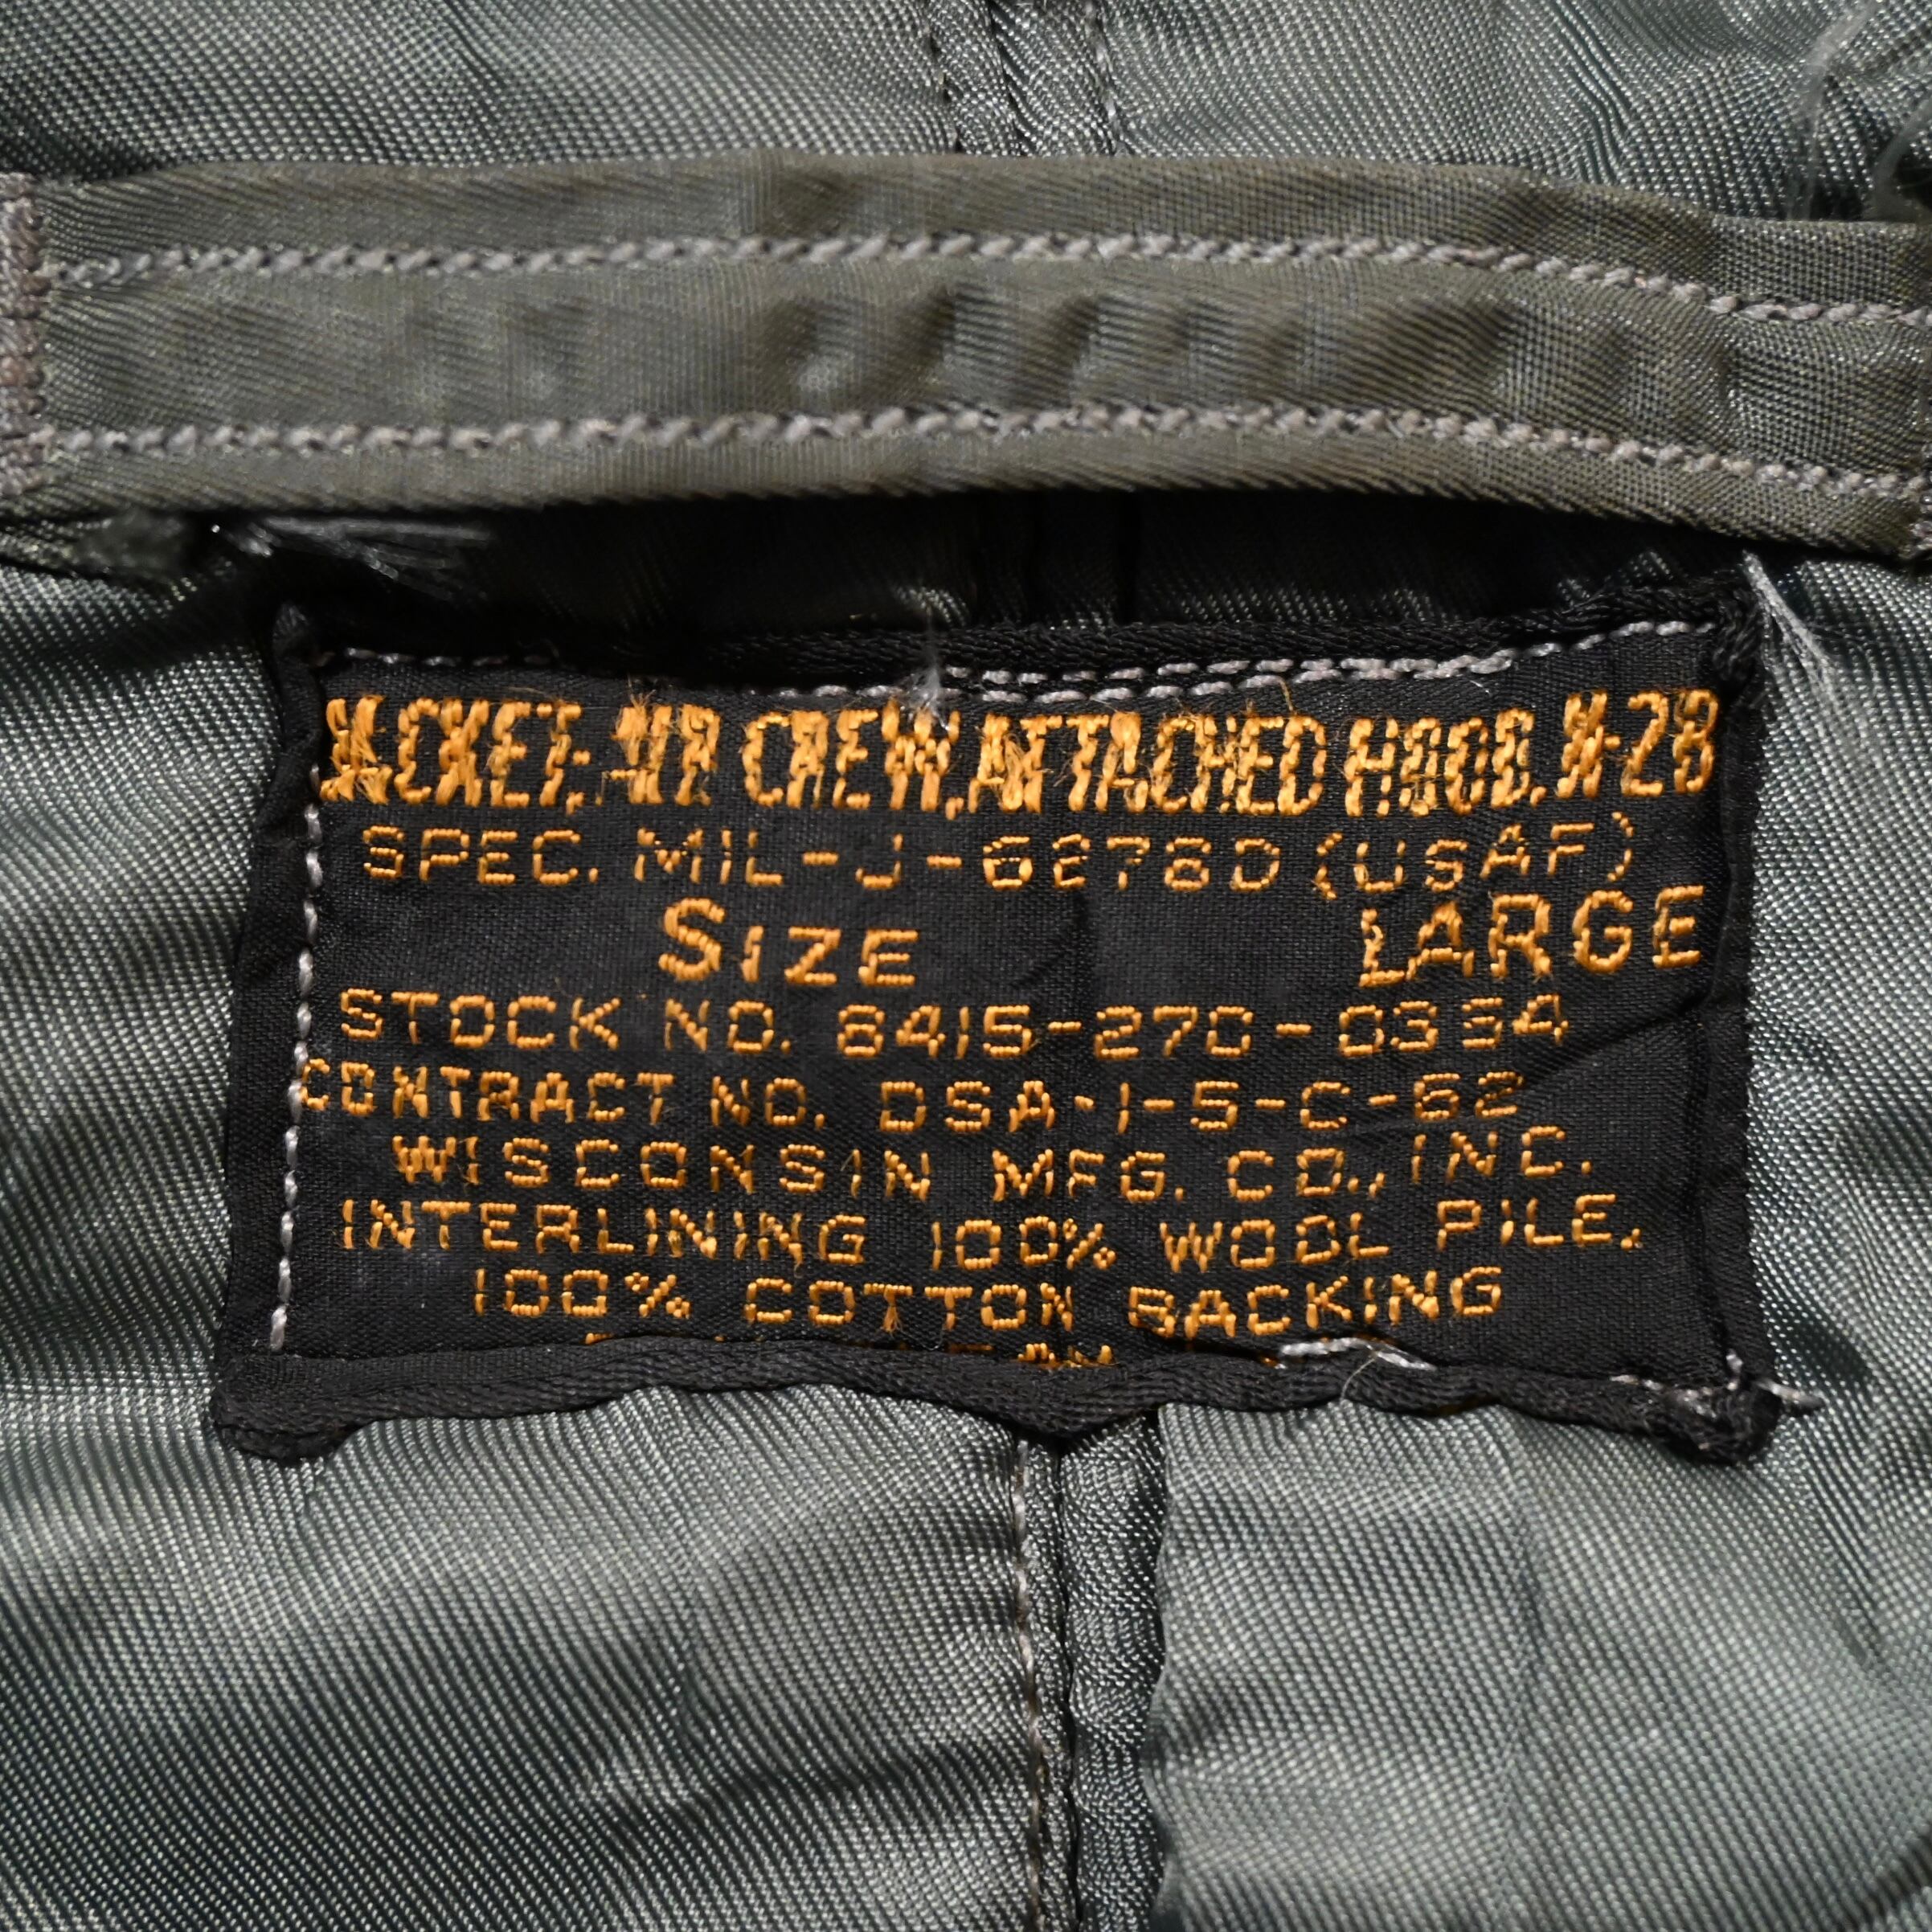 JACKET, AIR CREW, ATTACHED HOOD, N-2B
SPEC. MIL-J-6278D (USAF)
SIZE LARGE
STOCK NO. 8415-270-0354
CONTRACT NO. DSA-1-5-C-62
WISCONSIN MFG. CO., INC.
INTERLINING 100% WOOL PILE,
100% COTTON BACKING